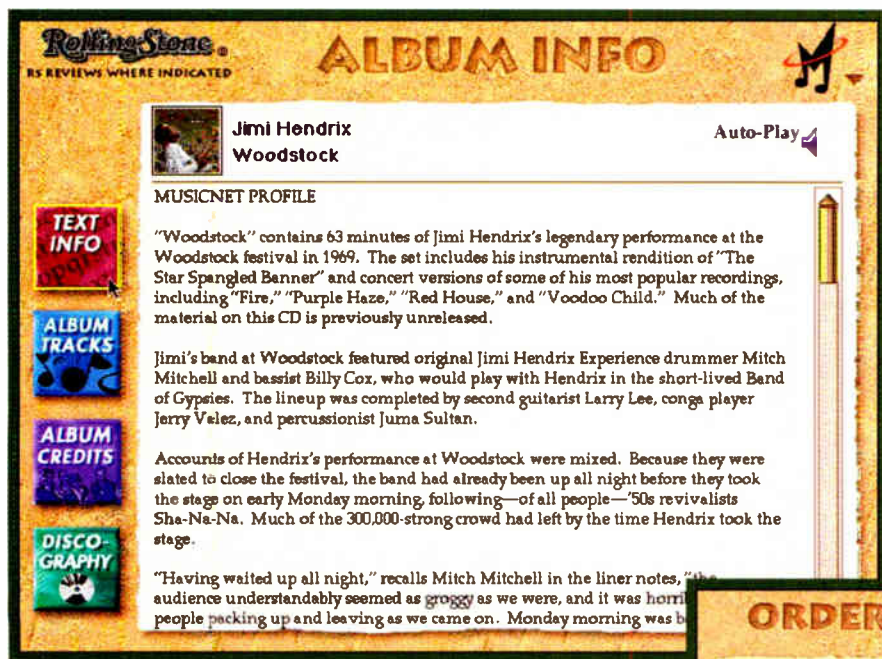 RollingStone®
RS REVIEWS WHERE INDICATED
ALBUM INFO
M
Jimi Hendrix
Woodstock
Auto-Play
TEXT
INFO
ALBUM
TRACKS
ALBUM
CREDITS
DISCO-
GRAPHY
MUSICNET PROFILE
"Woodstock" contains 63 minutes of Jimi Hendrix's legendary performance at the
Woodstock festival in 1969. The set includes his instrumental rendition of "The
Star Spangled Banner" and concert versions of some of his most popular recordings,
including "Fire," "Purple Haze," "Red House," and "Voodoo Child." Much of the
material on this CD is previously unreleased.
Jimi's band at Woodstock featured original Jimi Hendrix Experience drummer Mitch
Mitchell and bassist Billy Cox, who would play with Hendrix in the short-lived Band
of Gypsies. The lineup was completed by second guitarist Larry Lee, conga player
Jerry Velez, and percussionist Juma Sultan.
Accounts of Hendrix's performance at Woodstock were mixed. Because they were
slated to close the festival, the band had already been up all night before they took
the stage on early Monday morning, following—of all people—'50s revivalists
Sha-Na-Na. Much of the 300,000-strong crowd had left by the time Hendrix took the
stage.
"Having waited up all night," recalls Mitch Mitchell in the liner notes, "the
audience understandably seemed as groggy as we were, and it was
people packing up and leaving as we came on. Monday morning was
ORDER